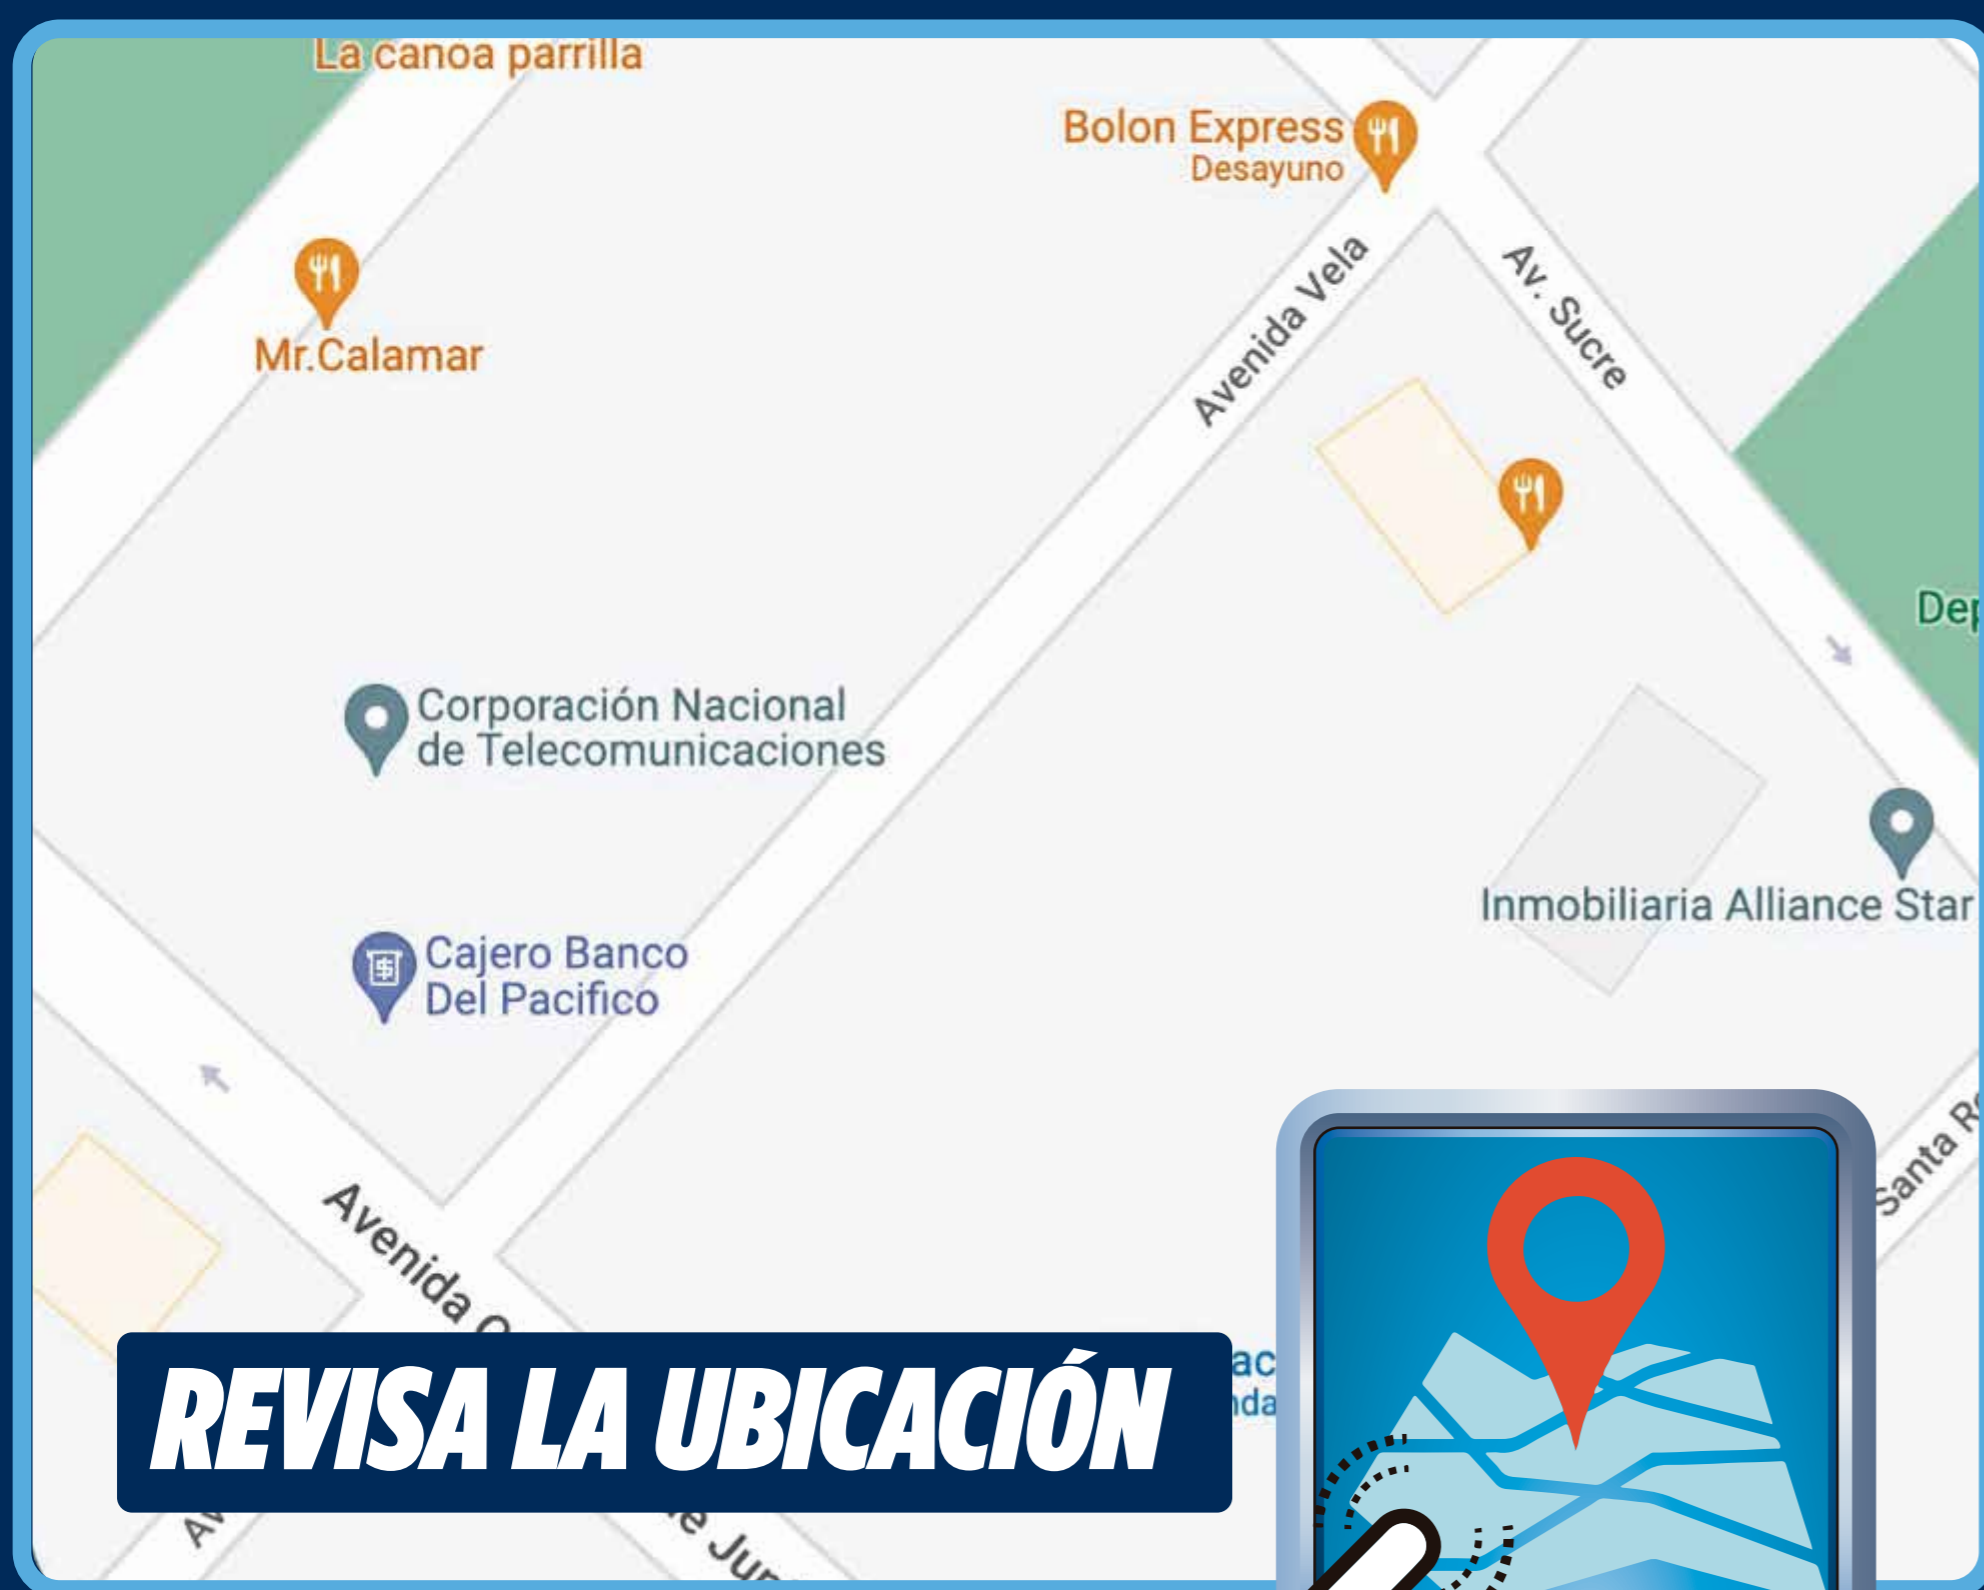 La canoa parrilla
Bolon Express
Desayuno
Avenida Vela
Av. Sucre
Mr.Calamar
Corporación Nacional
de Telecomunicaciones
Inmobiliaria Alliance Star
Cajero Banco
Del Pacifico
Santa
Avenida
REVISA LA UBICACIÓN